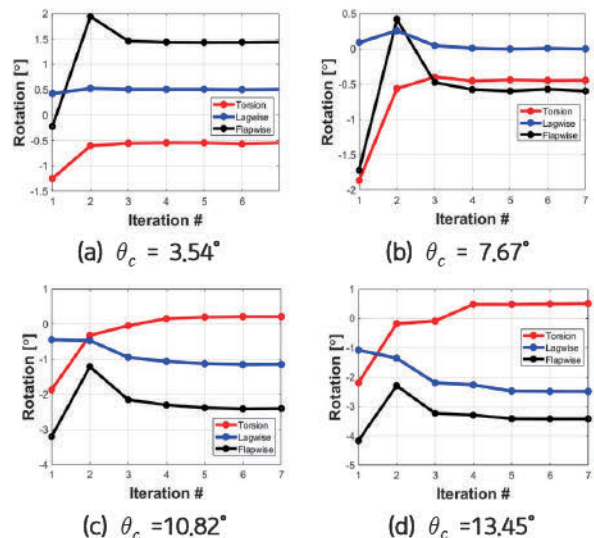 2
1.5
1
0.5
0
-0.5
-1
-1.5
Rotation [°]
Torsion
Lagwise
Flapwise
1 2 3 4 5 6
Iteration #
(a) θc = 3.54°
0.5
0
-0.5
-1
-1.5
-2
Rotation [°]
Torsion
Lagwise
Flapwise
1 2 3 4 5 6 7
Iteration #
(b) θc = 7.67°
1
0
-1
-2
-3
-4
Rotation [°]
Torsion
Lagwise
Flapwise
1 2 3 4 5 6 7
Iteration #
(c) θc =10.82°
1
0
-1
-2
-3
-4
-5
Rotation [°]
Torsion
Lagwise
Flapwise
1 2 3 4 5 6 7
Iteration #
(d) θc =13.45°